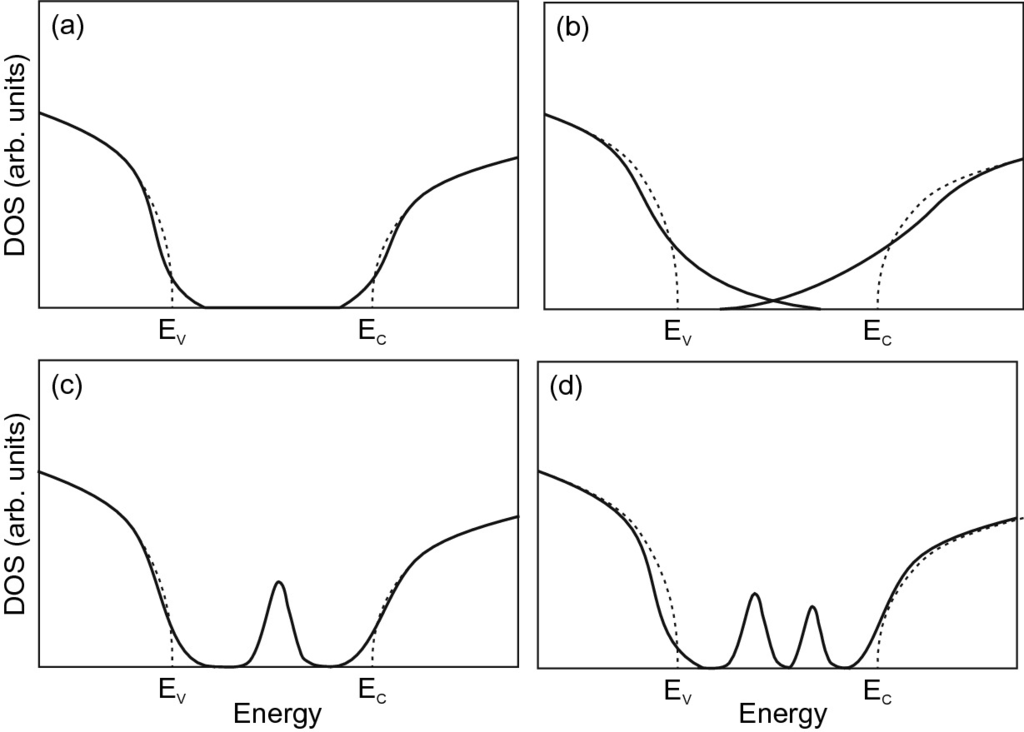 (a)
(b)
DOS (arb. units)
EV
EC
EV
EC
(c)
(d)
DOS (arb. units)
EV
EC
EV
EC
Energy
Energy